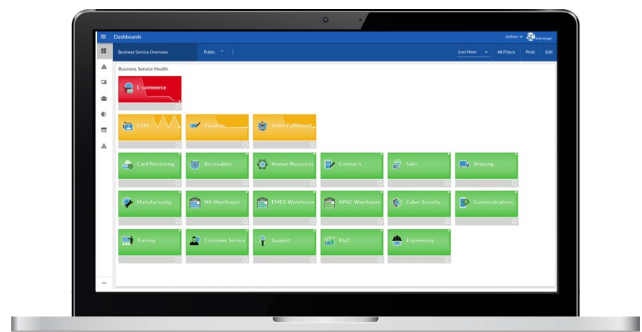 Dashboards
Business Service Overview
Public
Last Hour
All Filters
Print
Edit
Business Service Health
E-commerce
CRM
Payables
Order Fulfillment
Card Processing
Receivables
Human Resources
Contracts
Sales
Shipping
Manufacturing
NA Warehouse
EMEA Warehouse
APAC Warehouse
Cyber Security
Communications
Training
Customer Service
Support
R&D
Engineering